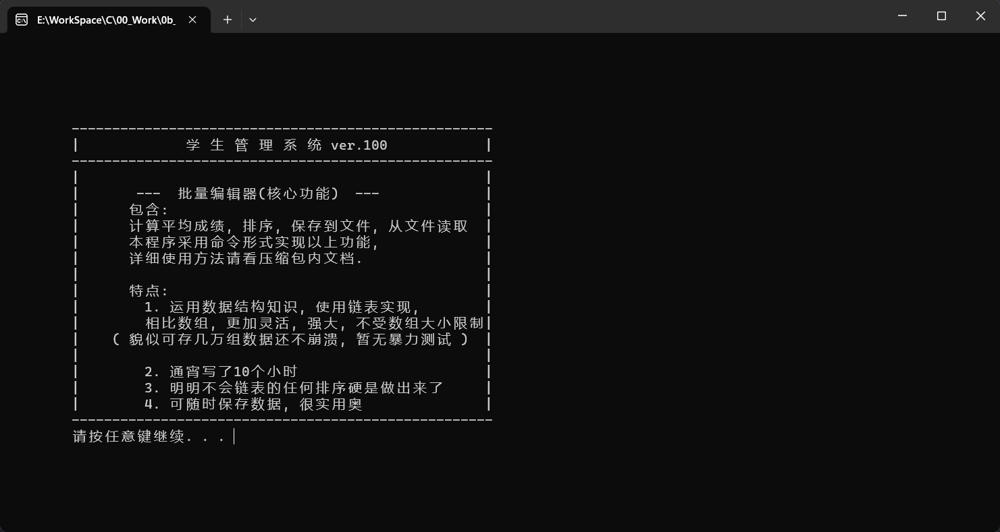 E:\WorkSpace\C\00_Work\0b_
--------------------------------------------------
| 学 生 管 理 系 统 ver.100 |
--------------------------------------------------
| |
| --- 批量编辑器(核心功能) --- |
| 包含: |
| 计算平均成绩, 排序, 保存到文件, 从文件读取 |
| 本程序采用命令形式实现以上功能, |
| 详细使用方法请看压缩包内文档. |
| |
| 特点: |
| 1. 运用数据结构知识, 使用链表实现, |
| 相比数组, 更加灵活, 强大, 不受数组大小限制|
| ( 貌似可存几万组数据还不崩溃, 暂无暴力测试 ) |
| |
| 2. 通宵写了10个小时 |
| 3. 明明不会链表的任何排序硬是做出来了 |
| 4. 可随时保存数据, 很实用奥 |
--------------------------------------------------
请按任意键继续. . .